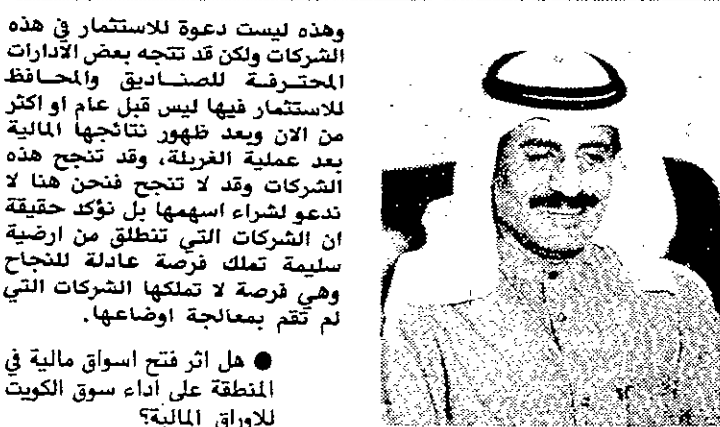 وهذه ليست دعوة للاستثمار في هذه
الشركات ولكن قد تتجه بعض الادارات
المحترفة للصناديق والمحافظ
للاستثمار فيها ليس قبل عام او اكثر
من الان وبعد ظهور نتائجها المالية
بعد عملية الغربلة، وقد تنجح هذه
الشركات وقد لا تنجح فنحن هنا لا
ندعو لشراء اسهمها بل نؤكد حقيقة
ان الشركات التي تنطلق من ارضية
سليمة تملك فرصة عادلة للنجاح
وهي فرصة لا تملكها الشركات التي
لم تقم بمعالجة اوضاعها.
● هل اثر فتح اسواق مالية في
المنطقة على أداء سوق الكويت
للاوراق المالية؟